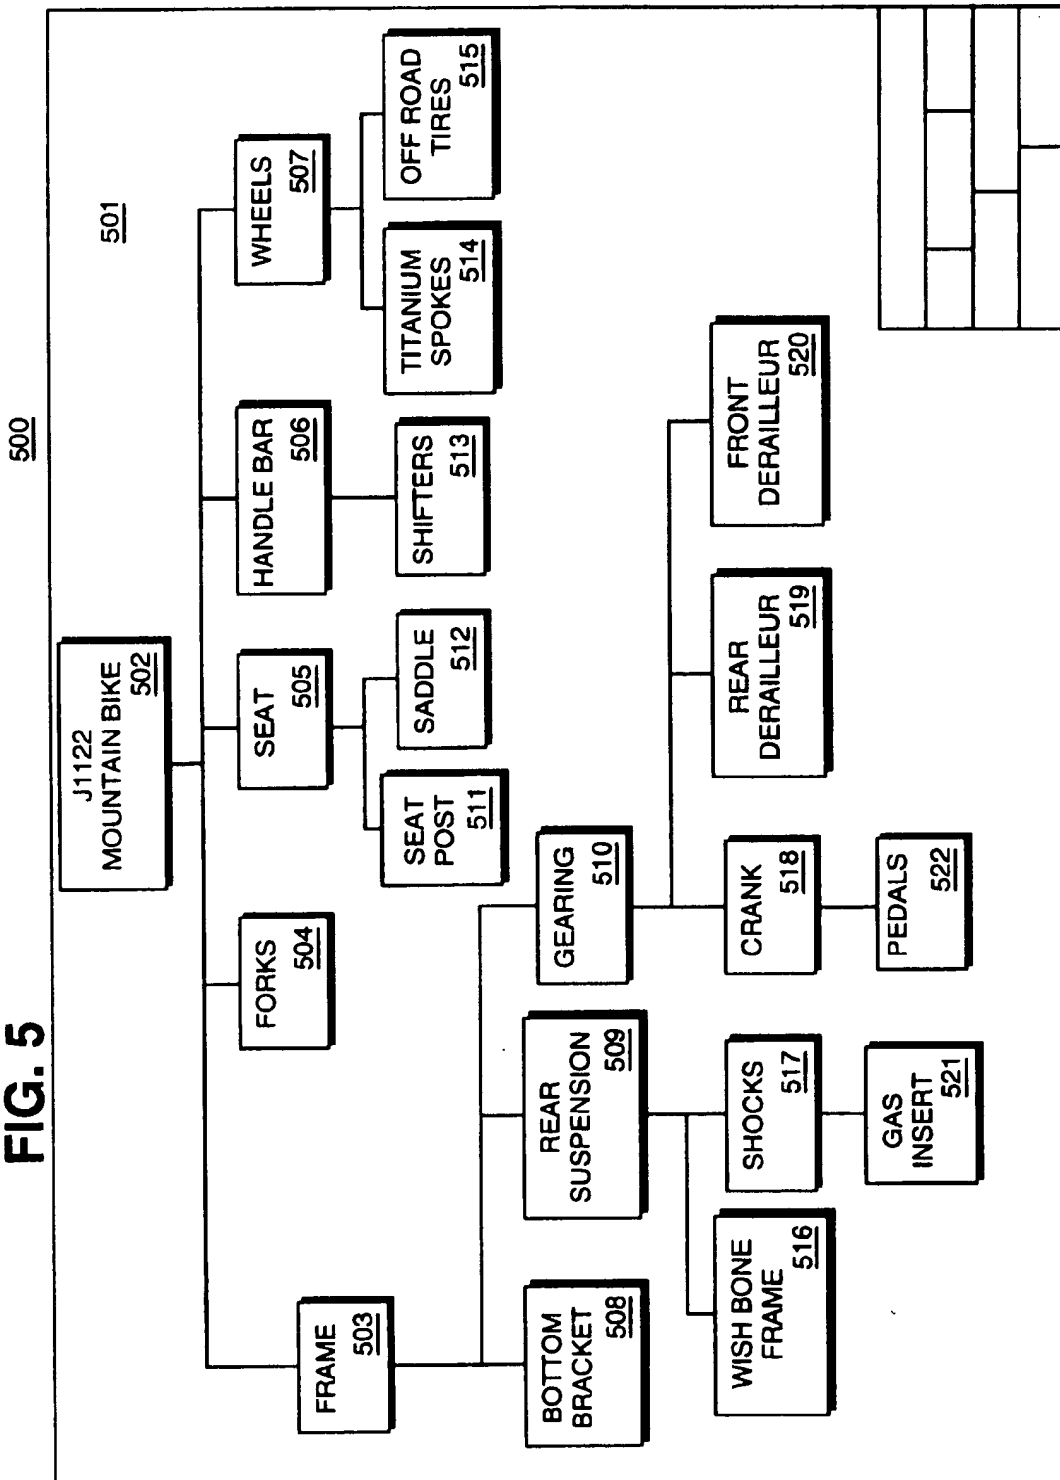 FIG. 5
500
501
J1122
MOUNTAIN BIKE
502
FRAME
503
FORKS
504
SEAT
505
HANDLE BAR
506
WHEELS
507
SEAT
POST
511
SADDLE
512
SHIFTERS
513
TITANIUM
SPOKES
514
OFF ROAD
TIRES
515
BOTTOM
BRACKET
508
REAR
SUSPENSION
509
GEARING
510
WISH BONE
FRAME
516
SHOCKS
517
CRANK
518
REAR
DERAILLEUR
519
FRONT
DERAILLEUR
520
GAS
INSERT
521
PEDALS
522